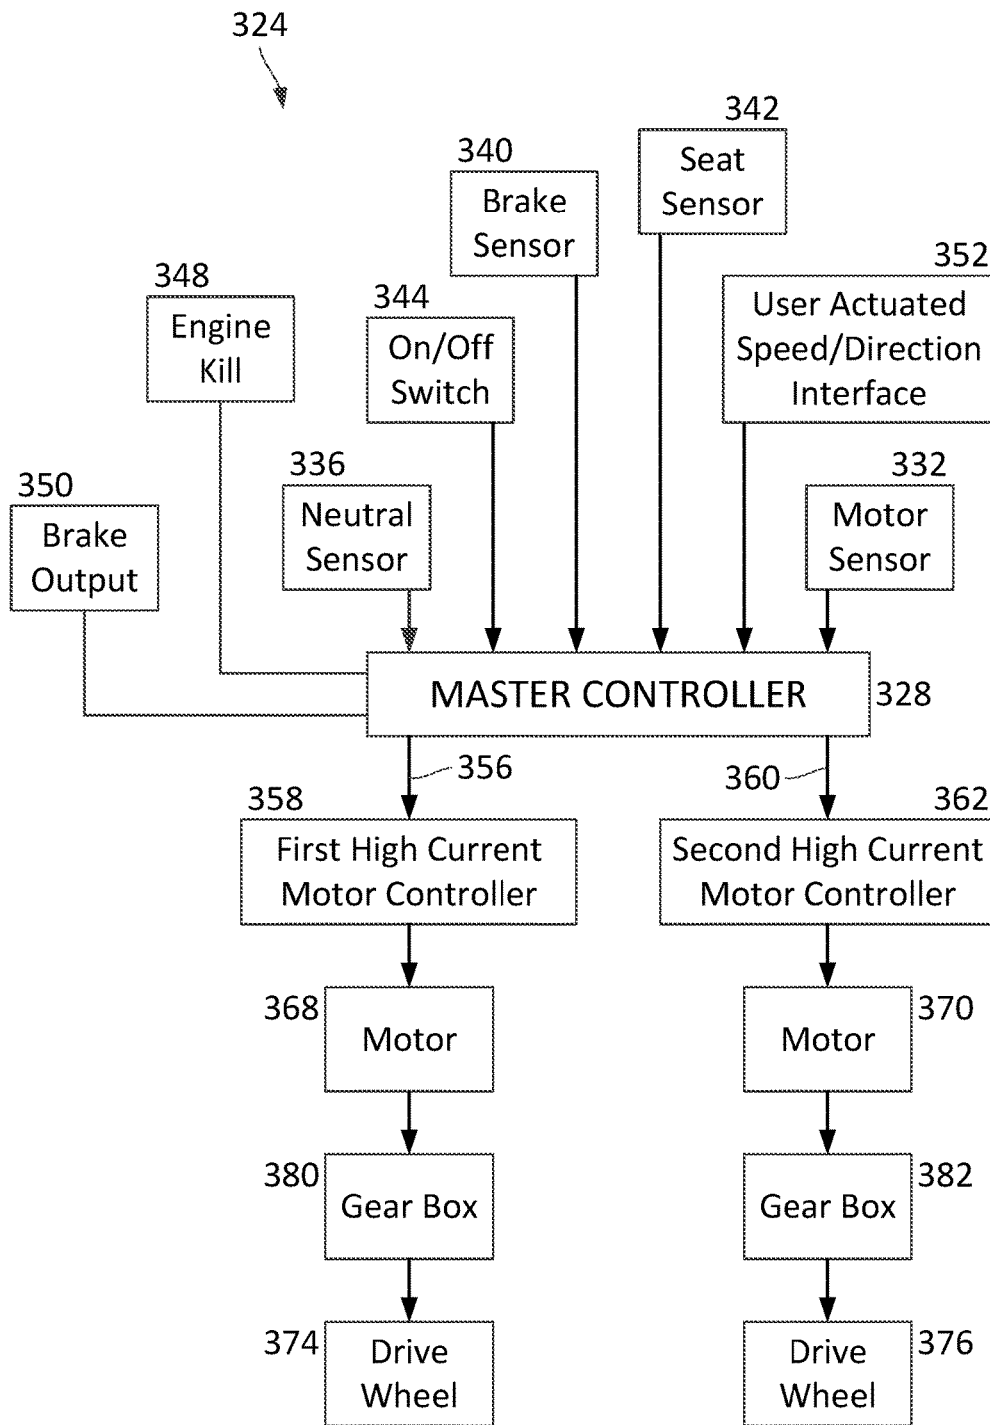 324
342
Seat
Sensor
340
Brake
Sensor
352
User Actuated
Speed/Direction
Interface
348
Engine
Kill
344
On/Off
Switch
336
Neutral
Sensor
332
Motor
Sensor
350
Brake
Output
MASTER CONTROLLER
328
356
360
358
First High Current
Motor Controller
362
Second High Current
Motor Controller
368
Motor
370
Motor
380
Gear Box
382
Gear Box
374
Drive
Wheel
376
Drive
Wheel